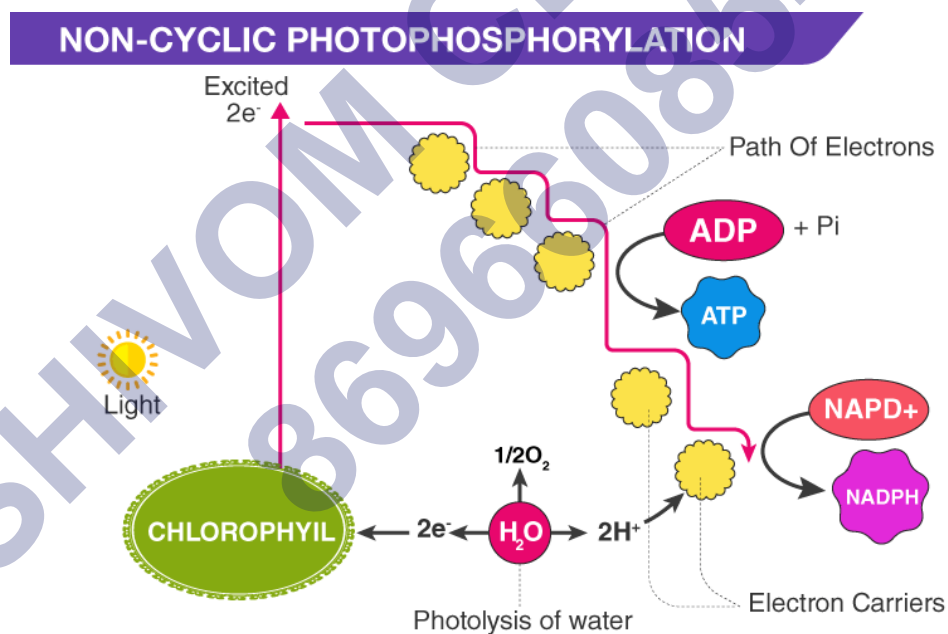 NON-CYCLIC PHOTOPHOSPHORYLATION
Excited
2e⁻
Path Of Electrons
ADP + Pi
ATP
Light
NAPD+
NADPH
1/2O₂
CHLOROPHYIL
2e⁻
H₂O
2H⁺
Electron Carriers
Photolysis of water